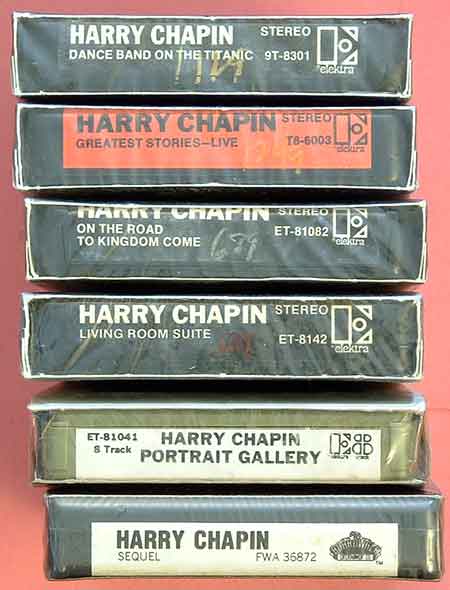 HARRY CHAPIN STEREO
DANCE BAND ON THE TITANIC 9T-8301
elektra
HARRY CHAPIN STEREO
GREATEST STORIES—LIVE T8-6003
elektra
HARRY CHAPIN STEREO
ON THE ROAD
TO KINGDOM COME ET-81082
elektra
HARRY CHAPIN STEREO
LIVING ROOM SUITE ET-8142
elektra
ET-81041 HARRY CHAPIN
8 Track PORTRAIT GALLERY
HARRY CHAPIN
SEQUEL FWA 36872